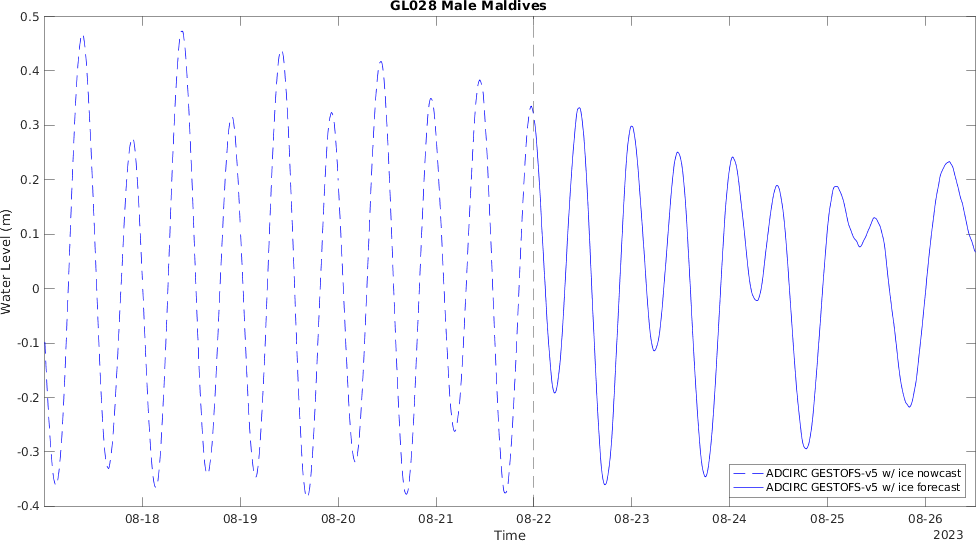 GL028 Male Maldives
0.5
0.4
0.3
0.2
0.1
0
-0.1
-0.2
-0.3
-0.4
Water Level (m)
ADCIRC GESTOFS-v5 w/ ice nowcast
ADCIRC GESTOFS-v5 w/ ice forecast
08-18 08-19 08-20 08-21 08-22 08-23 08-24 08-25 08-26
Time
2023